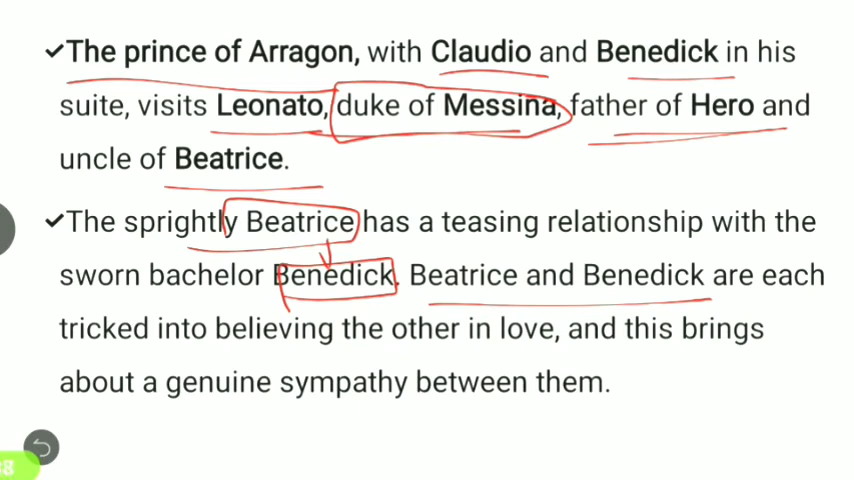 ✓The prince of Arragon, with Claudio and Benedick in his
suite, visits Leonato, duke of Messina, father of Hero and
uncle of Beatrice.
✓The sprightly Beatrice has a teasing relationship with the
sworn bachelor Benedick. Beatrice and Benedick are each
tricked into believing the other in love, and this brings
about a genuine sympathy between them.